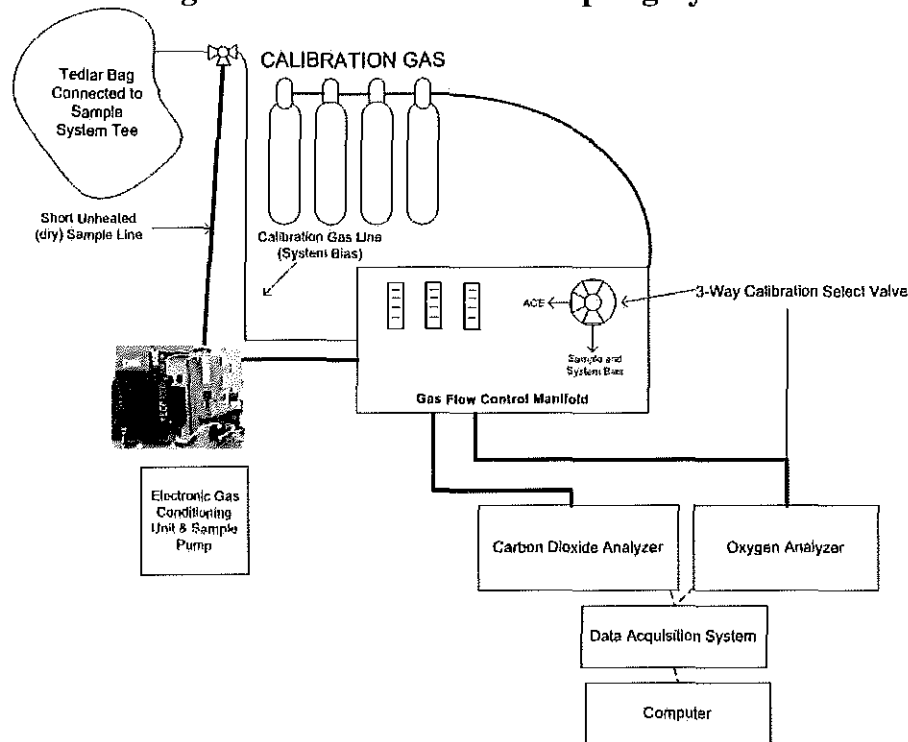 CALIBRATION GAS
Tedlar Bag
Connected to
Sample
System Tee
Short Unheated
(dry) Sample Line
Calibration Gas Line
(System Bias)
ACE
3-Way Calibration Select Valve
Sample and
System Bias
Gas Flow Control Manifold
Electronic Gas
Conditioning
Unit & Sample
Pump
Carbon Dioxide Analyzer
Oxygen Analyzer
Data Acquisition System
Computer